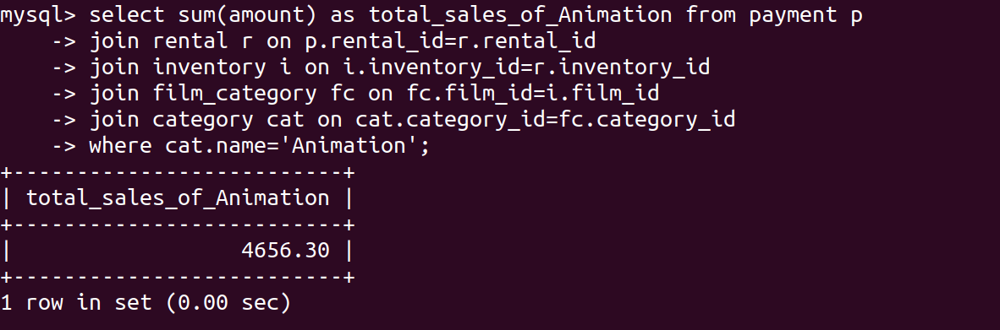 mysql> select sum(amount) as total_sales_of_Animation from payment p
    -> join rental r on p.rental_id=r.rental_id
    -> join inventory i on i.inventory_id=r.inventory_id
    -> join film_category fc on fc.film_id=i.film_id
    -> join category cat on cat.category_id=fc.category_id
    -> where cat.name='Animation';
+--------------------------+
| total_sales_of_Animation |
+--------------------------+
|                  4656.30 |
+--------------------------+
1 row in set (0.00 sec)